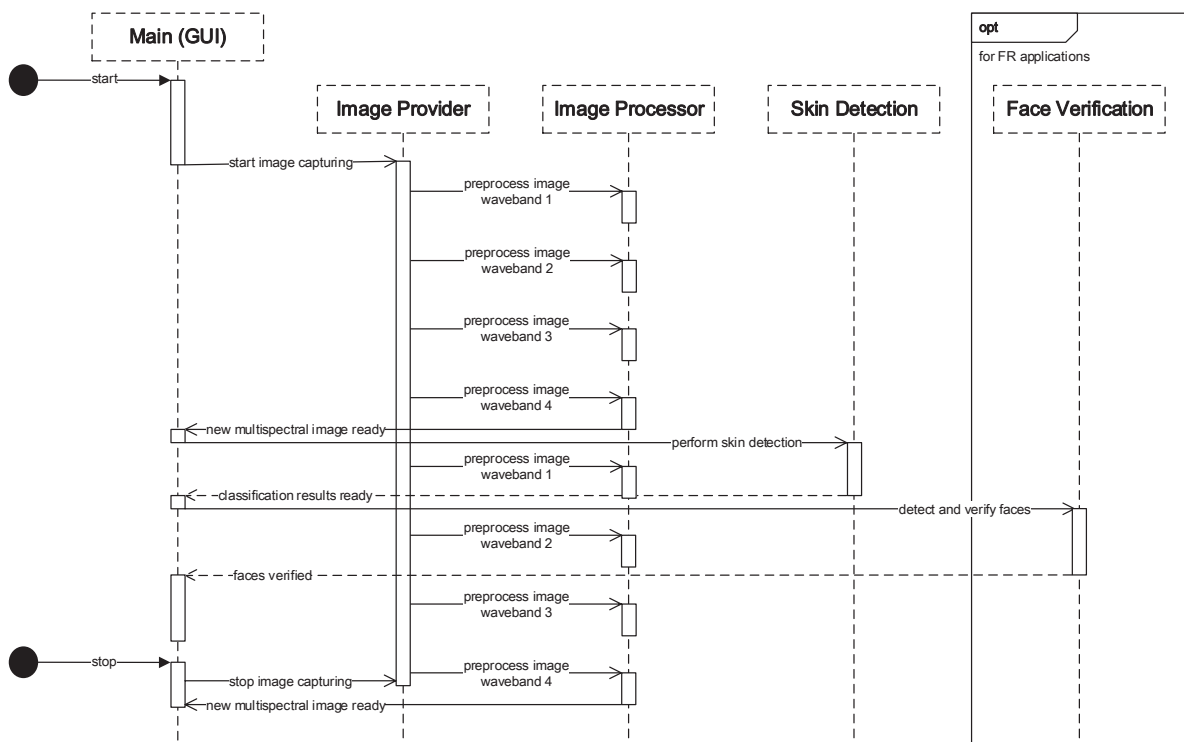 opt
Main (GUI)
for FR applications
start
Image Provider
Image Processor
Skin Detection
Face Verification
start image capturing
preprocess image
waveband 1
preprocess image
waveband 2
preprocess image
waveband 3
preprocess image
waveband 4
new multispectral image ready
perform skin detection
preprocess image
waveband 1
classification results ready
detect and verify faces
preprocess image
waveband 2
faces verified
preprocess image
waveband 3
stop
preprocess image
waveband 4
stop image capturing
new multispectral image ready